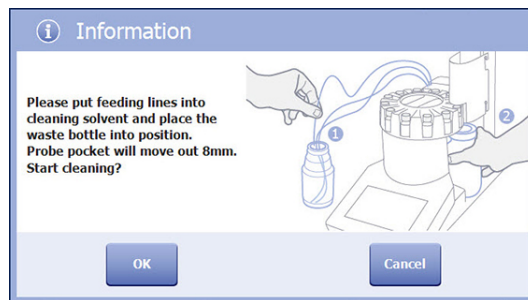 Information
Please put feeding lines into
cleaning solvent and place the
waste bottle into position.
Probe pocket will move out 8mm.
Start cleaning?
1
2
OK
Cancel